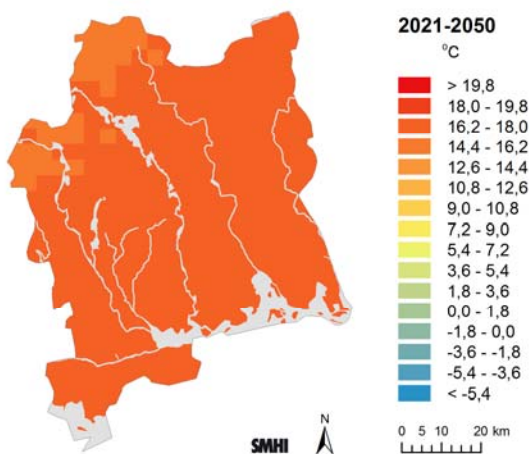 2021-2050
°C
> 19,8
18,0 - 19,8
16,2 - 18,0
14,4 - 16,2
12,6 - 14,4
10,8 - 12,6
9,0 - 10,8
7,2 - 9,0
5,4 - 7,2
3,6 - 5,4
1,8 - 3,6
0,0 - 1,8
-1,8 - 0,0
-3,6 - -1,8
-5,4 - -3,6
< -5,4
SMHI
N
0 5 10 20 km